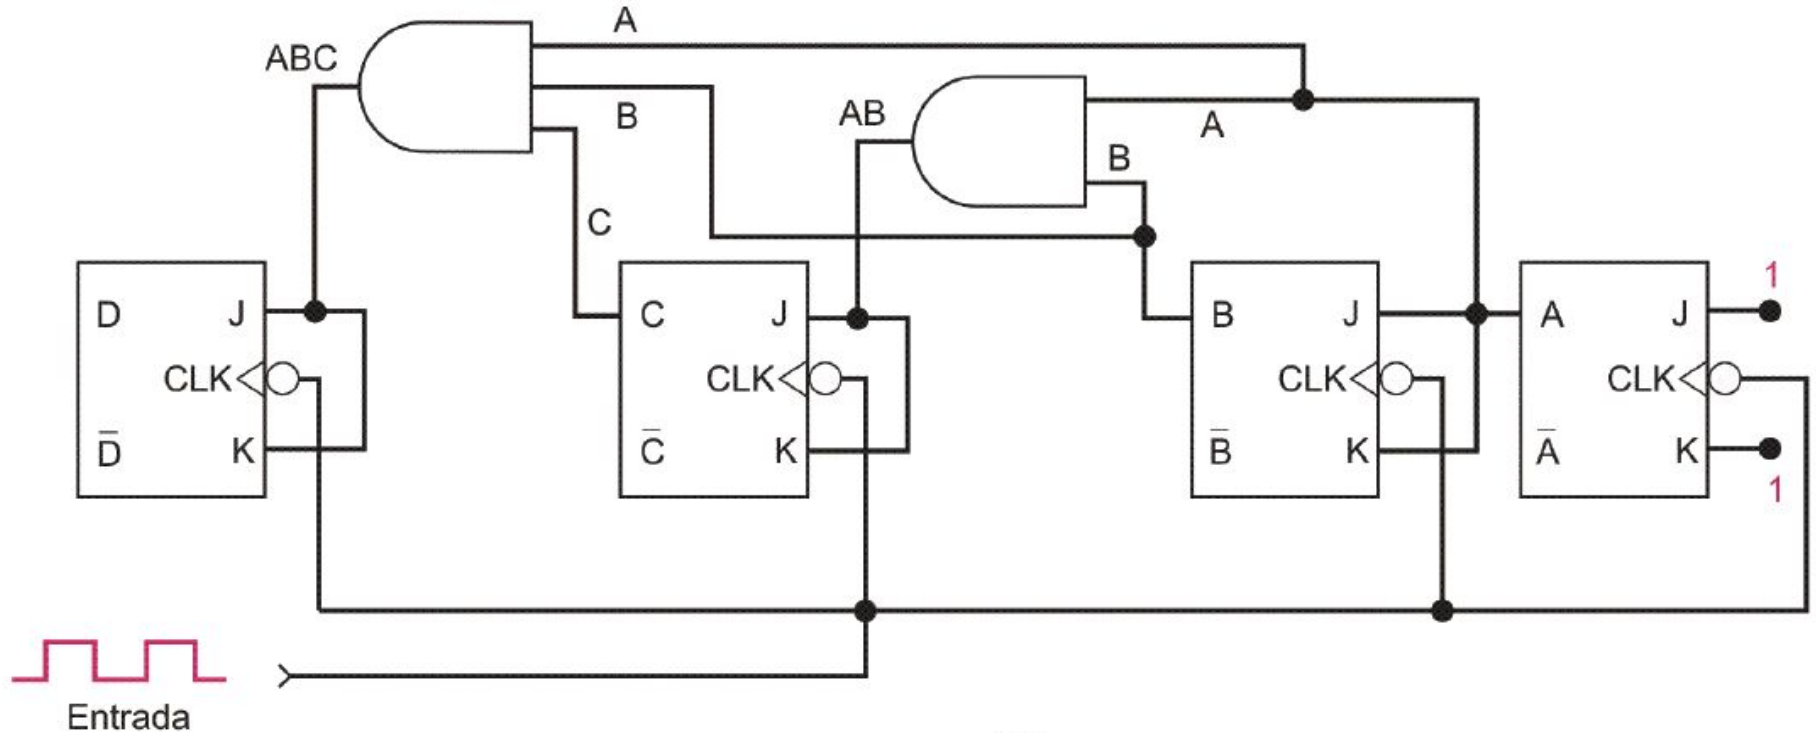 A
ABC
B
AB
A
B
C
D J
CLK
D̅ K
C J
CLK
C̅ K
B J
CLK
B̅ K
A J
CLK
A̅ K
1
1
Entrada